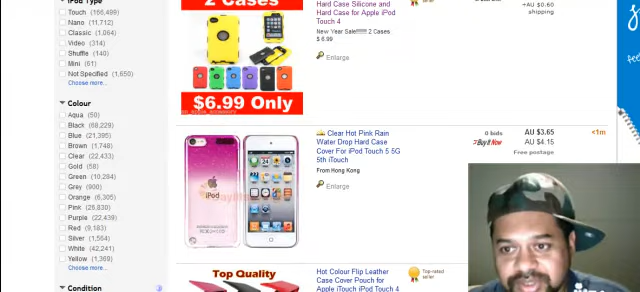 iPod Type
Touch (166,499)
Nano (11,712)
Classic (1,064)
Video (314)
Shuffle (140)
Mini (61)
Not Specified (1,650)
Choose more...
Colour
Aqua (50)
Black (68,229)
Blue (21,395)
Brown (1,748)
Clear (22,433)
Gold (58)
Green (10,284)
Grey (900)
Orange (6,305)
Pink (25,830)
Purple (22,439)
Red (9,183)
Silver (1,554)
White (42,241)
Yellow (1,369)
Choose more...
Condition
2 Cases
$6.99 Only
Hard Case Silicone and
Hard Case for Apple iPod
Touch 4
New Year Sale!!!!!!! 2 Cases
$ 6.99
Enlarge
+AU $0.60
shipping
iPod
Clear Hot Pink Rain
Water Drop Hard Case
Cover For iPod Touch 5 5G
5th iTouch
From Hong Kong
Enlarge
0 bids
Buy It Now
AU $3.65
AU $4.15
Free postage
<1m
Top Quality
Hot Colour Flip Leather
Case Cover Pouch for
Apple iTouch iPod Touch 4
Top-rated
seller